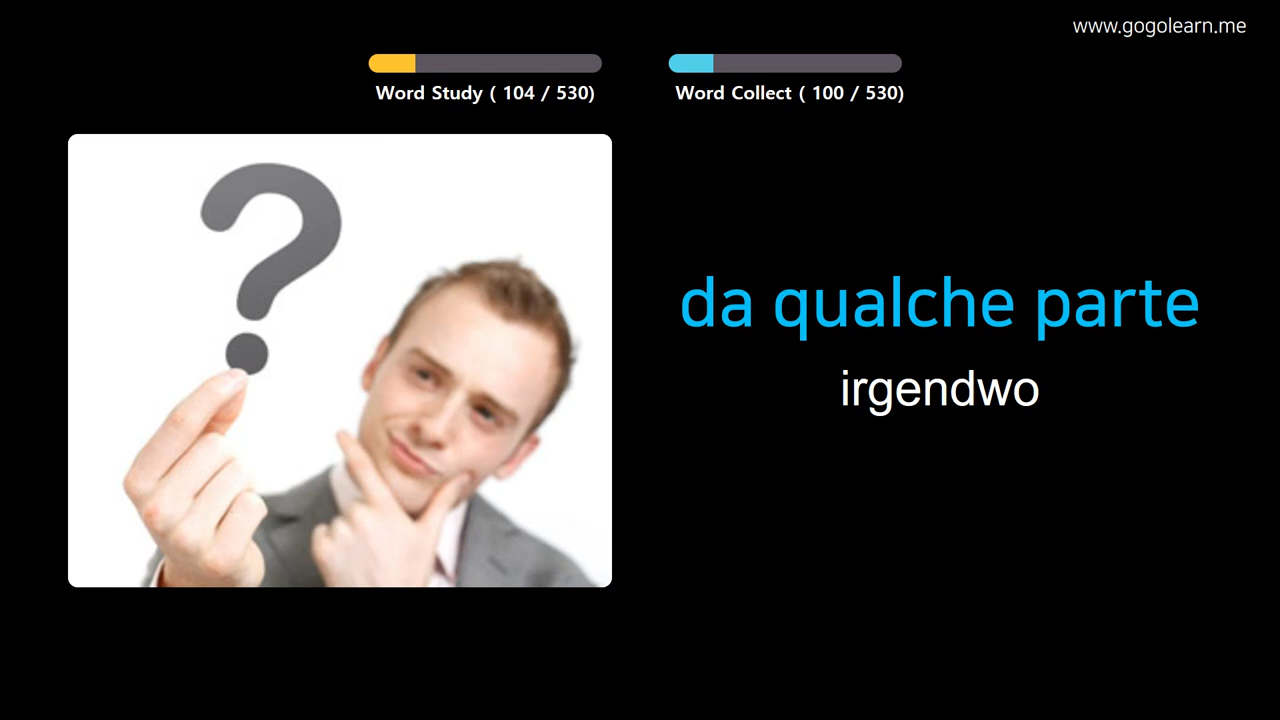 www.gogolearn.me
Word Study ( 104 / 530)
Word Collect ( 100 / 530)
da qualche parte
irgendwo